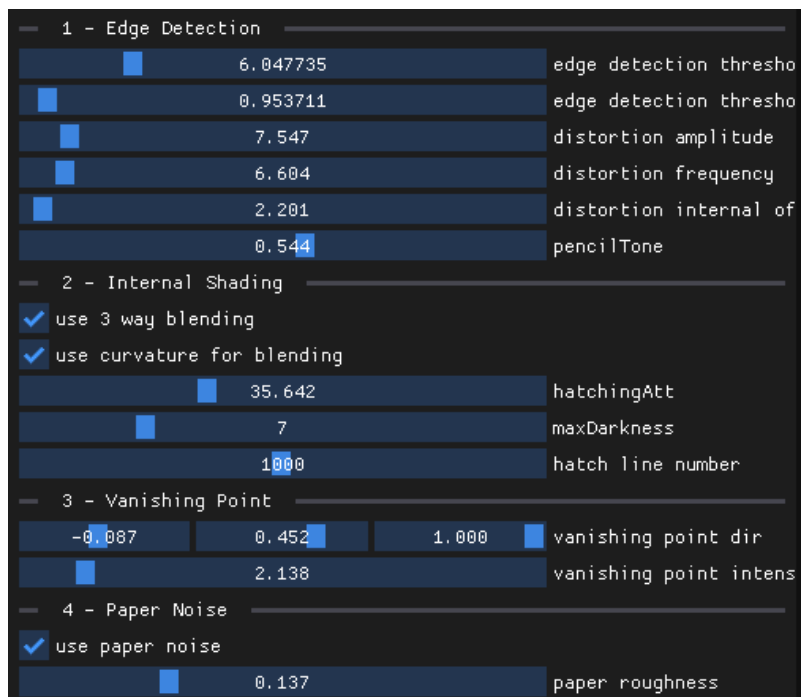 1 - Edge Detection
6.047735 edge detection thresho
0.953711 edge detection thresho
7.547 distortion amplitude
6.604 distortion frequency
2.201 distortion internal of
0.544 pencilTone
2 - Internal Shading
use 3 way blending
use curvature for blending
35.642 hatchingAtt
7 maxDarkness
1000 hatch line number
3 - Vanishing Point
-0.087 0.452 1.000 vanishing point dir
2.138 vanishing point intens
4 - Paper Noise
use paper noise
0.137 paper roughness